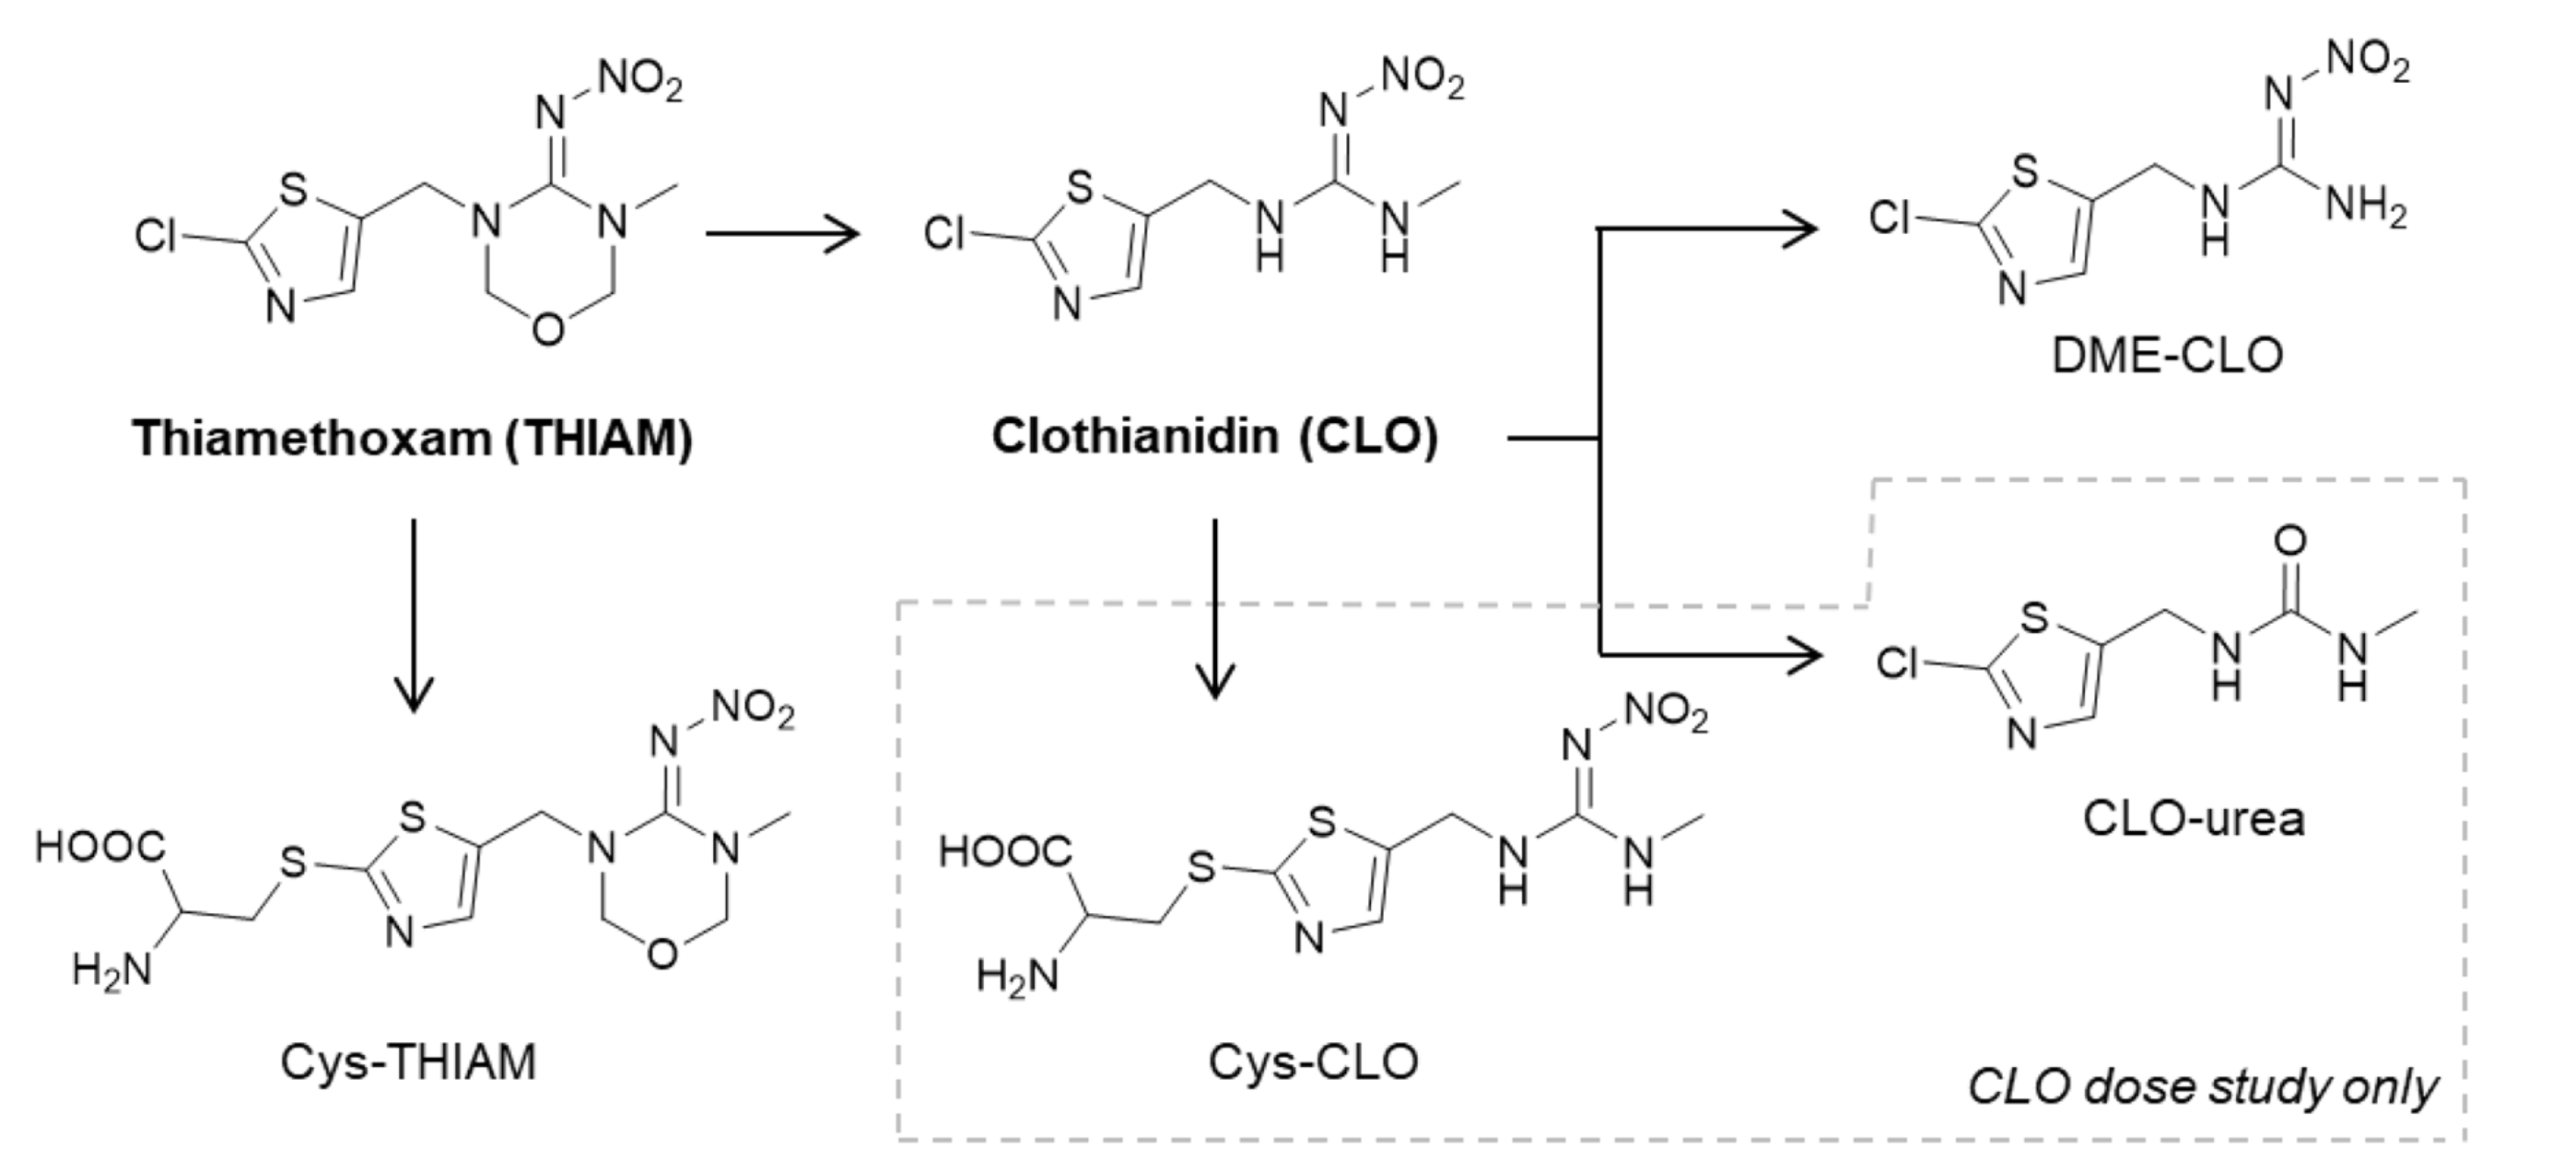 NO2
N
S
N
N
Cl
N
O
Thiamethoxam (THIAM)
NO2
N
S
Cl
N
H
N
H
N
Clothianidin (CLO)
NO2
N
S
Cl
N
H
NH2
N
DME-CLO
NO2
N
S
HOOC
S
N
N
N
H2N
O
Cys-THIAM
NO2
N
S
HOOC
S
N
H
N
H
N
H2N
Cys-CLO
O
S
Cl
N
H
N
H
N
CLO-urea
CLO dose study only